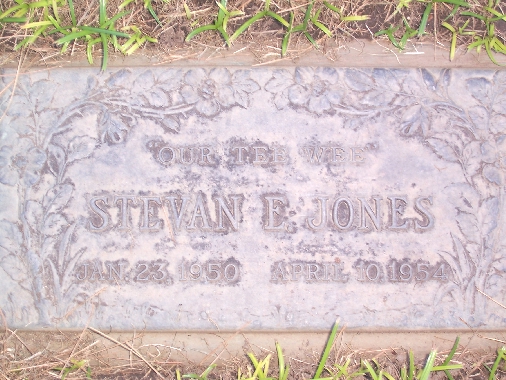 "OUR TEE WEE"
STEVAN E. JONES
JAN. 23, 1950 APRIL 10, 1954